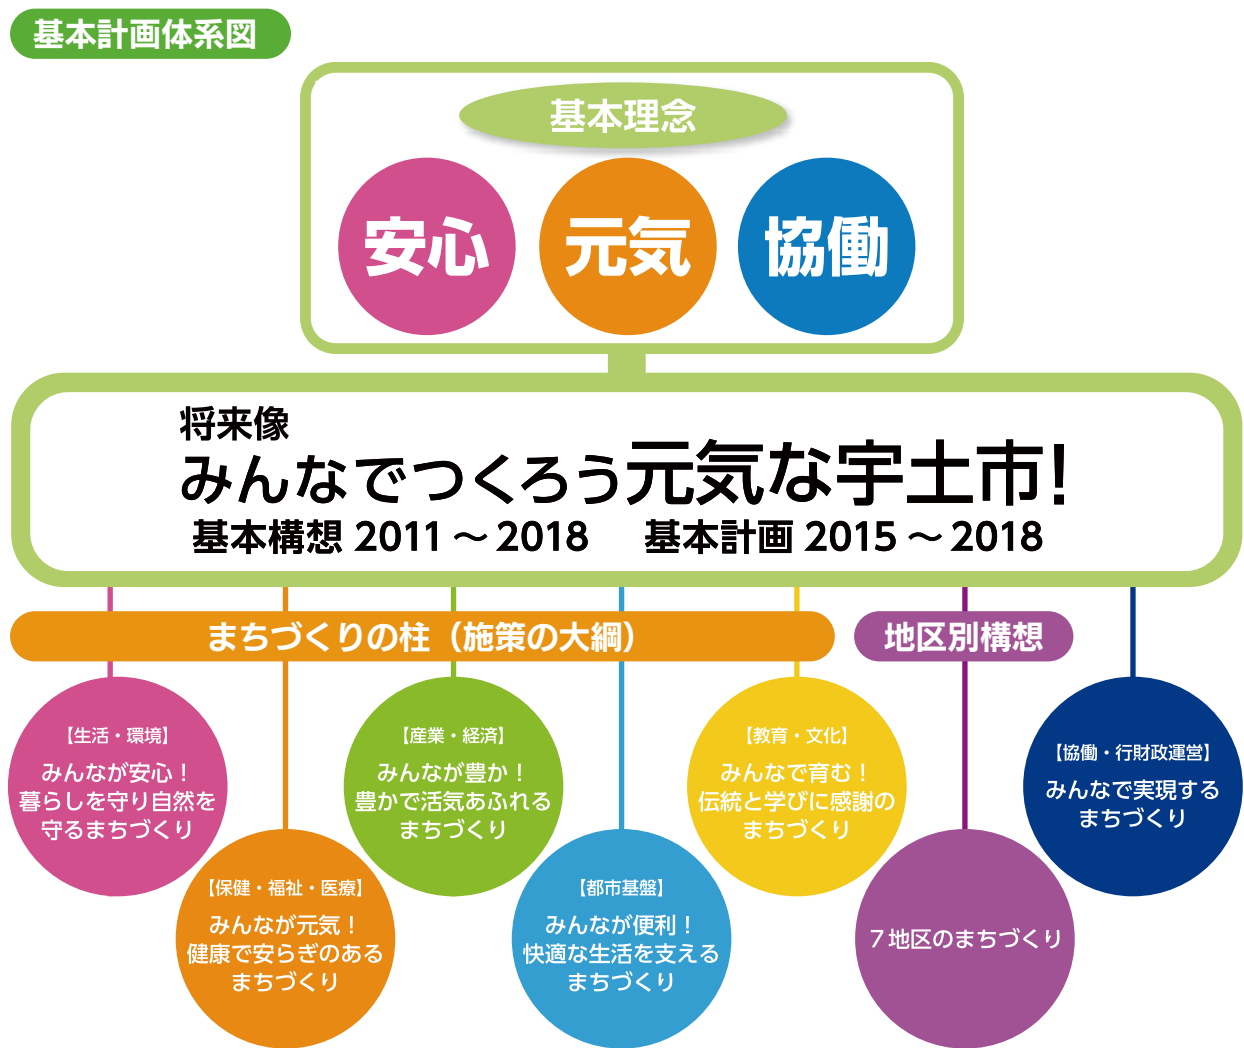 基本計画体系図
基本理念
安心
元気
協働
将来像
みんなでつくろう元気な宇土市!
基本構想 2011 〜 2018　基本計画 2015 〜 2018
まちづくりの柱（施策の大綱）
地区別構想
【生活・環境】
みんなが安心！
暮らしを守り自然を
守るまちづくり
【保健・福祉・医療】
みんなが元気！
健康で安らぎのある
まちづくり
【産業・経済】
みんなが豊か！
豊かで活気あふれる
まちづくり
【都市基盤】
みんなが便利！
快適な生活を支える
まちづくり
【教育・文化】
みんなで育む！
伝統と学びに感謝の
まちづくり
７地区のまちづくり
【協働・行財政運営】
みんなで実現する
まちづくり